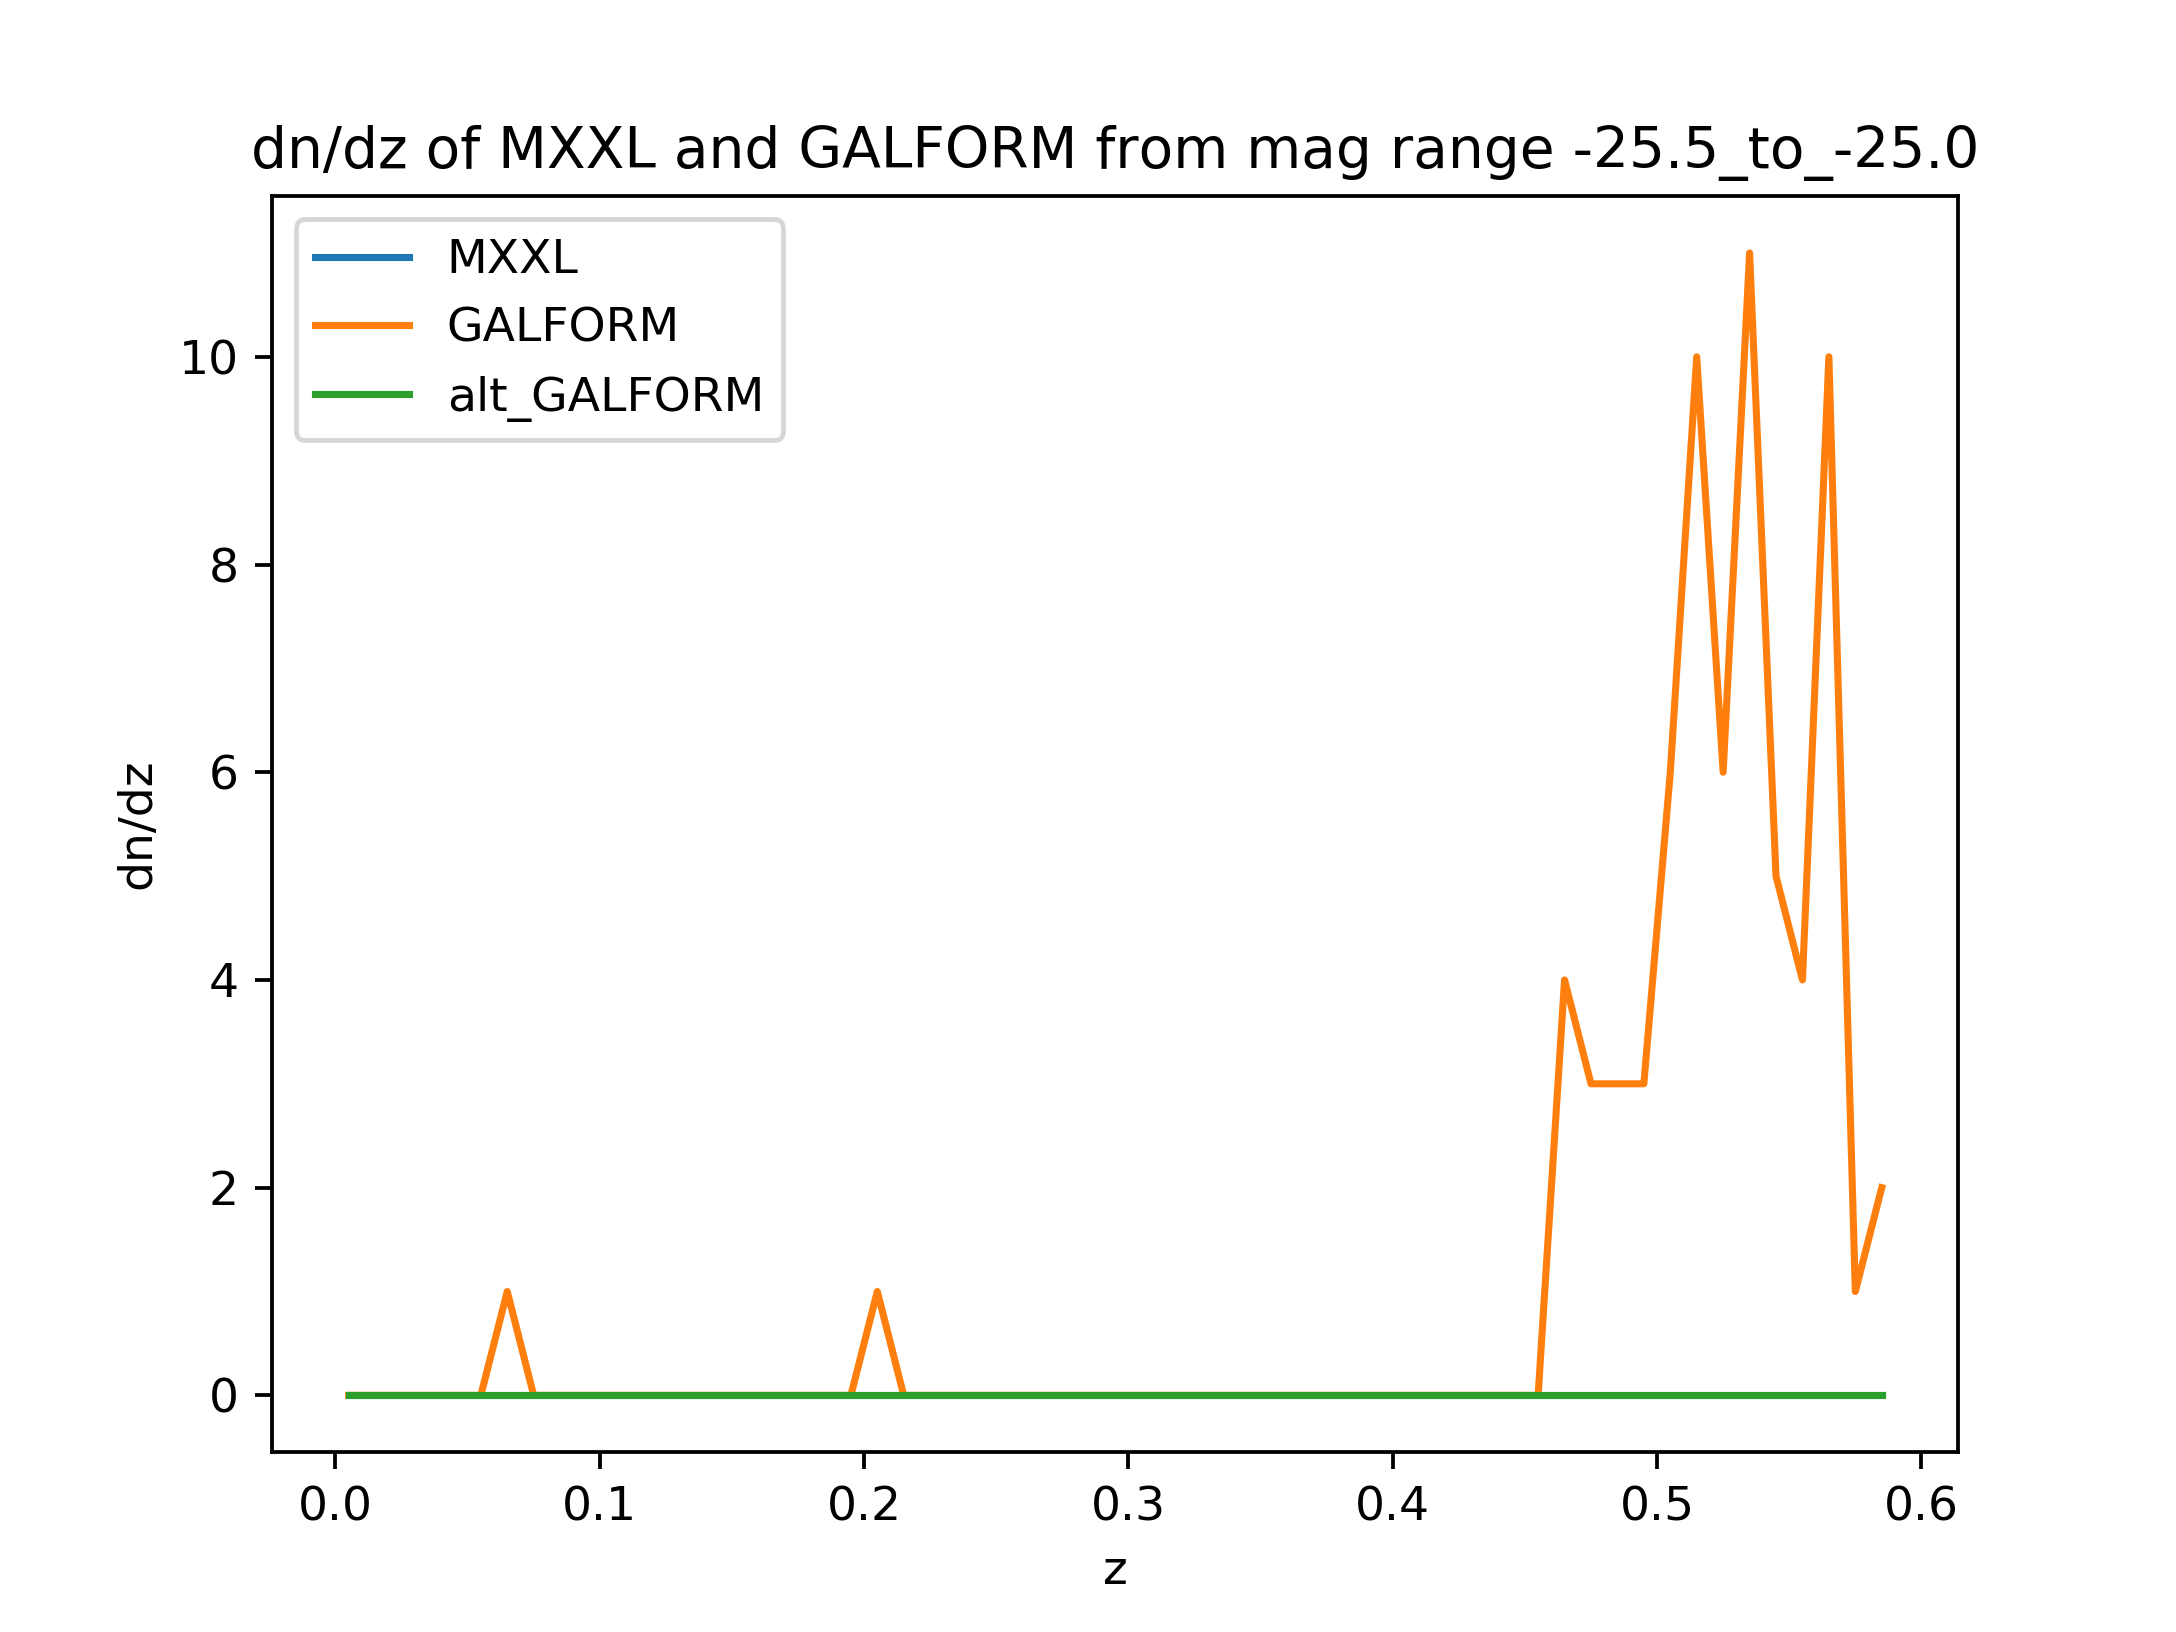 dn/dz of MXXL and GALFORM from mag range -25.5_to_-25.0
MXXL
GALFORM
alt_GALFORM
10
8
6
4
2
0
dn/dz
0.0 0.1 0.2 0.3 0.4 0.5 0.6
z